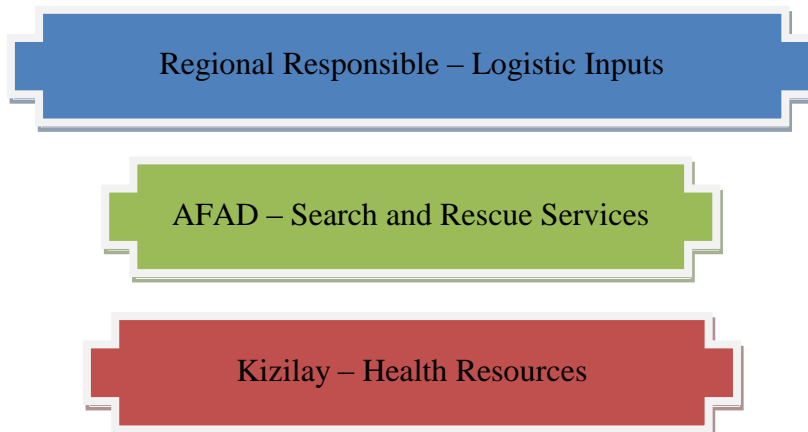 Regional Responsible – Logistic Inputs
AFAD – Search and Rescue Services
Kizilay – Health Resources